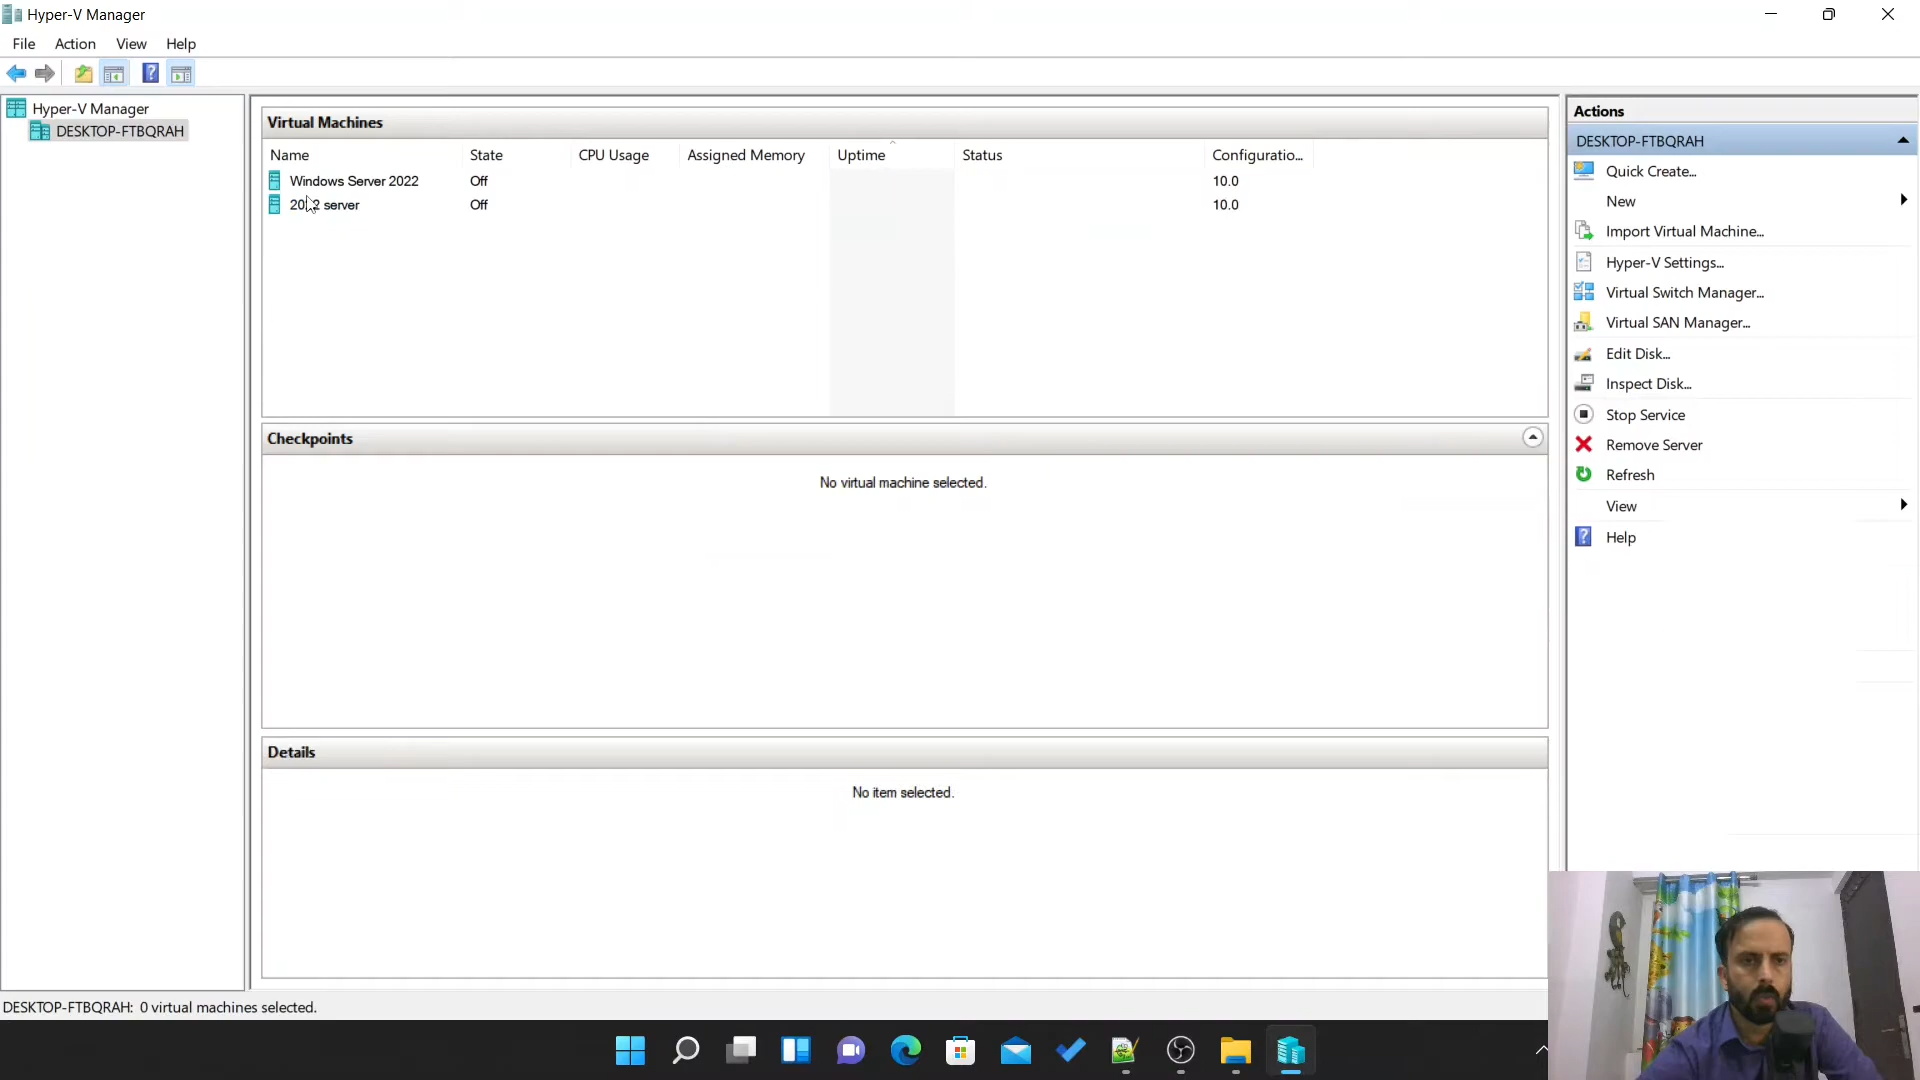 Hyper-V Manager
File Action View Help
Hyper-V Manager
DESKTOP-FTBQRAH
Virtual Machines
Name State CPU Usage Assigned Memory Uptime Status Configuratio...
Windows Server 2022 Off 10.0
server Off 10.0
Checkpoints
No virtual machine selected.
Details
No item selected.
Actions
DESKTOP-FTBQRAH
Quick Create...
New
Import Virtual Machine...
Hyper-V Settings...
Virtual Switch Manager...
Virtual SAN Manager...
Edit Disk...
Inspect Disk...
Stop Service
Remove Server
Refresh
View
Help
DESKTOP-FTBQRAH: 0 virtual machines selected.